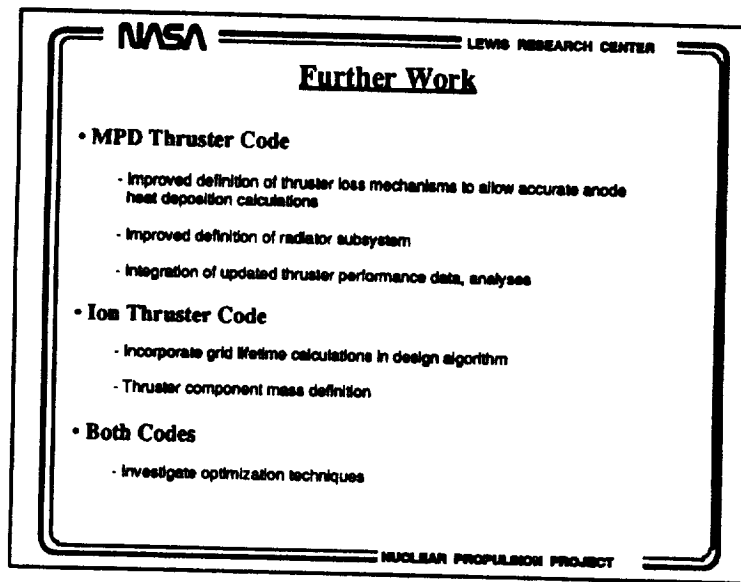 NASA
LEWIS RESEARCH CENTER
Further Work
• MPD Thruster Code
- Improved definition of thruster loss mechanisms to allow accurate anode
heat deposition calculations
- Improved definition of radiator subsystem
- Integration of updated thruster performance data, analyses
• Ion Thruster Code
- Incorporate grid lifetime calculations in design algorithm
- Thruster component mass definition
• Both Codes
- Investigate optimization techniques
NUCLEAR PROPULSION PROJECT